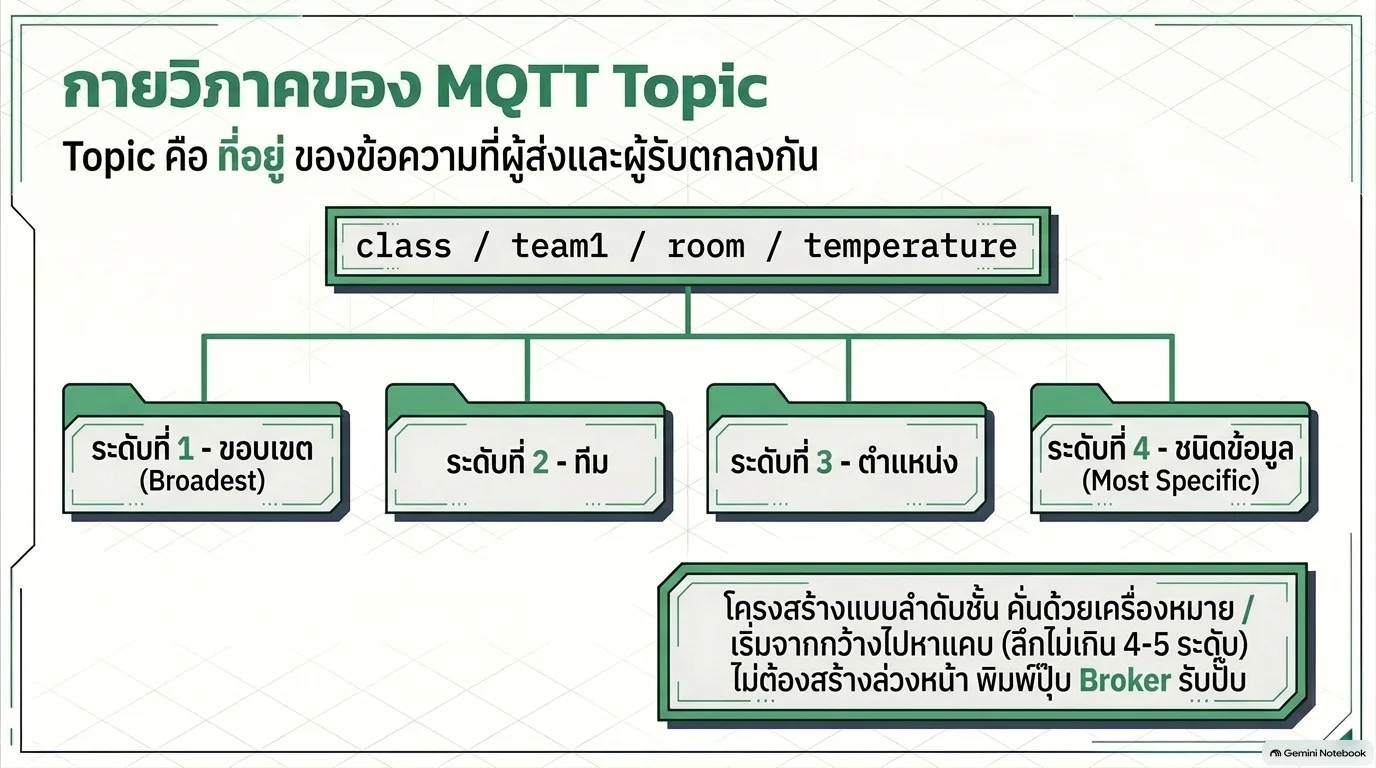 กายวิภาคของ MQTT Topic
Topic คือ ที่อยู่ ของข้อความที่ผู้ส่งและผู้รับตกลงกัน
class / team1 / room / temperature
ระดับที่ 1 - ขอบเขต
(Broadest)
ระดับที่ 2 - ทีม
ระดับที่ 3 - ตำแหน่ง
ระดับที่ 4 - ชนิดข้อมูล
(Most Specific)
โครงสร้างแบบลำดับชั้น คั่นด้วยเครื่องหมาย /
เริ่มจากกว้างไปหาแคบ (ลึกไม่เกิน 4-5 ระดับ)
ไม่ต้องสร้างล่วงหน้า พิมพ์ปุ๊บ Broker รับปั๊บ
Gemini Notebook